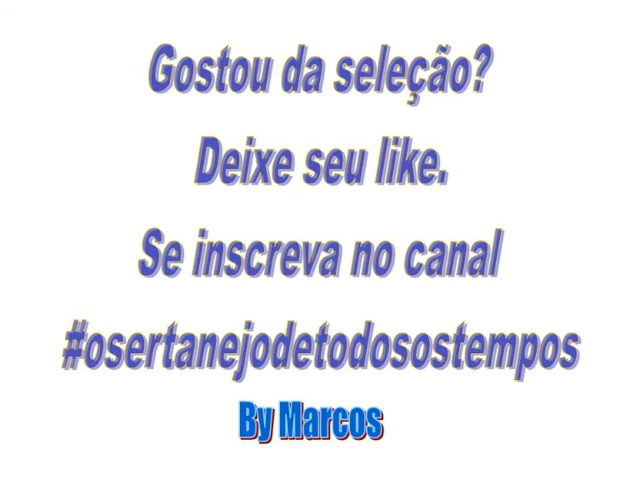 Gostou da seleção?
Deixe seu like.
Se inscreva no canal
#osertanejodetodosostempos
By Marcos